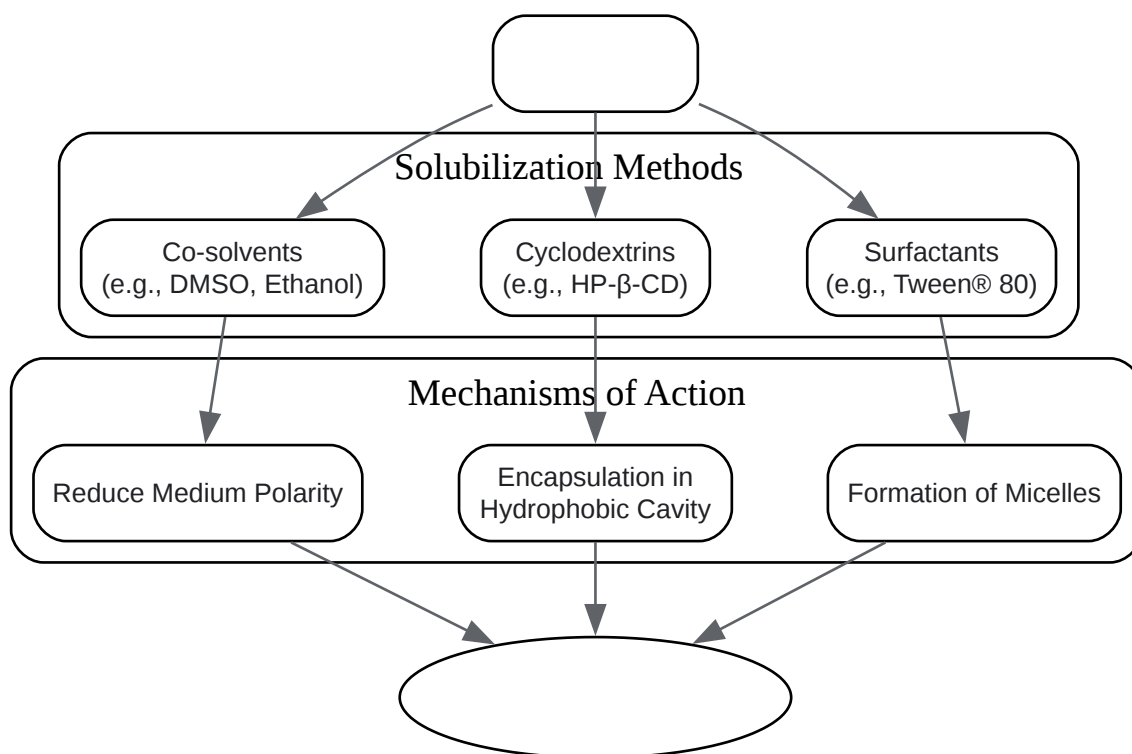 Solubilization Methods
Co-solvents
(e.g., DMSO, Ethanol)
Cyclodextrins
(e.g., HP-β-CD)
Surfactants
(e.g., Tween® 80)
Mechanisms of Action
Reduce Medium Polarity
Encapsulation in
Hydrophobic Cavity
Formation of Micelles